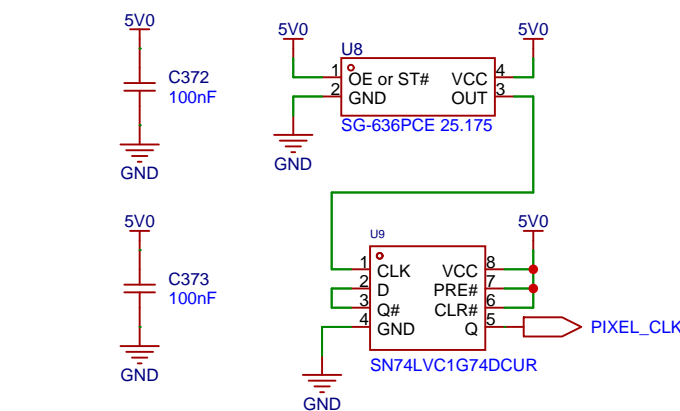 5V0
C372
100nF
GND
5V0
5V0
U8
1
OE or ST#
VCC
4
2
GND
OUT
3
SG-636PCE 25.175
GND
5V0
C373
100nF
GND
5V0
U9
1
CLK
VCC
8
2
D
PRE#
7
3
Q#
CLR#
6
4
GND
Q
5
PIXEL_CLK
SN74LVC1G74DCUR
GND